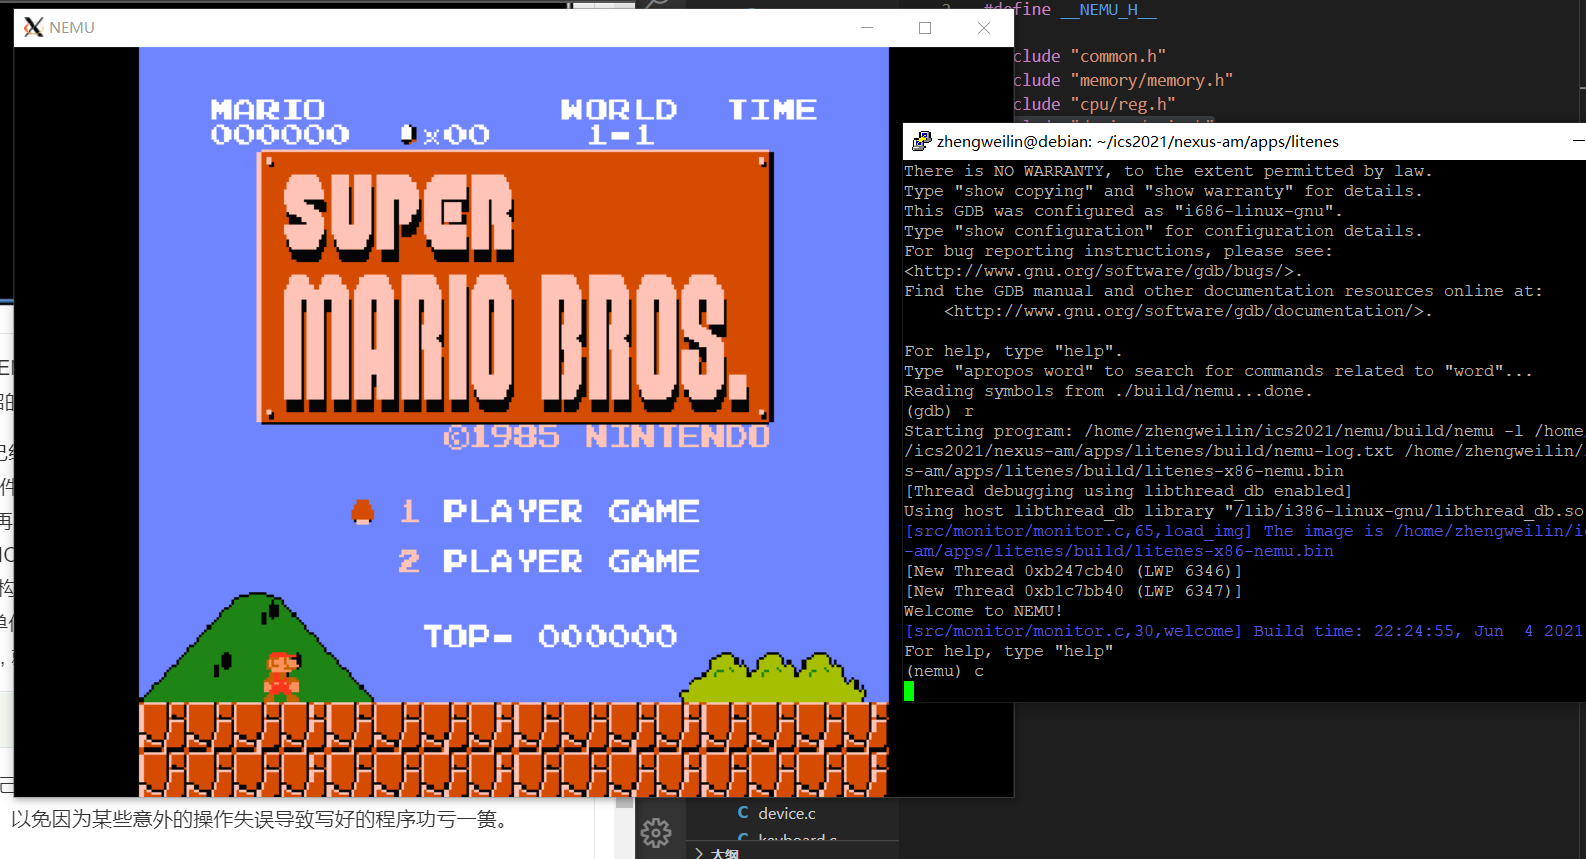 NEMU
MARIO WORLD TIME
000000 ×00 1-1
SUPER
MARIO BROS.
©1985 NINTENDO
1 PLAYER GAME
2 PLAYER GAME
TOP- 000000
#define __NEMU_H__
clude "common.h"
clude "memory/memory.h"
clude "cpu/reg.h"
zhengweilin@debian: ~/ics2021/nexus-am/apps/litenes
There is NO WARRANTY, to the extent permitted by law.
Type "show copying" and "show warranty" for details.
This GDB was configured as "i686-linux-gnu".
Type "show configuration" for configuration details.
For bug reporting instructions, please see:
<http://www.gnu.org/software/gdb/bugs/>.
Find the GDB manual and other documentation resources online at:
<http://www.gnu.org/software/gdb/documentation/>.
For help, type "help".
Type "apropos word" to search for commands related to "word"...
Reading symbols from ./build/nemu...done.
(gdb) r
Starting program: /home/zhengweilin/ics2021/nemu/build/nemu -l /home
/ics2021/nexus-am/apps/litenes/build/nemu-log.txt /home/zhengweilin/
s-am/apps/litenes/build/litenes-x86-nemu.bin
[Thread debugging using libthread_db enabled]
Using host libthread_db library "/lib/i386-linux-gnu/libthread_db.so
[src/monitor/monitor.c,65,load_img] The image is /home/zhengweilin/i
-am/apps/litenes/build/litenes-x86-nemu.bin
[New Thread 0xb247cb40 (LWP 6346)]
[New Thread 0xb1c7bb40 (LWP 6347)]
Welcome to NEMU!
[src/monitor/monitor.c,30,welcome] Build time: 22:24:55, Jun  4 2021
For help, type "help"
(nemu) c
以免因为某些意外的操作失误导致写好的程序功亏一篑。
C device.c
C keyboard.c
大纲